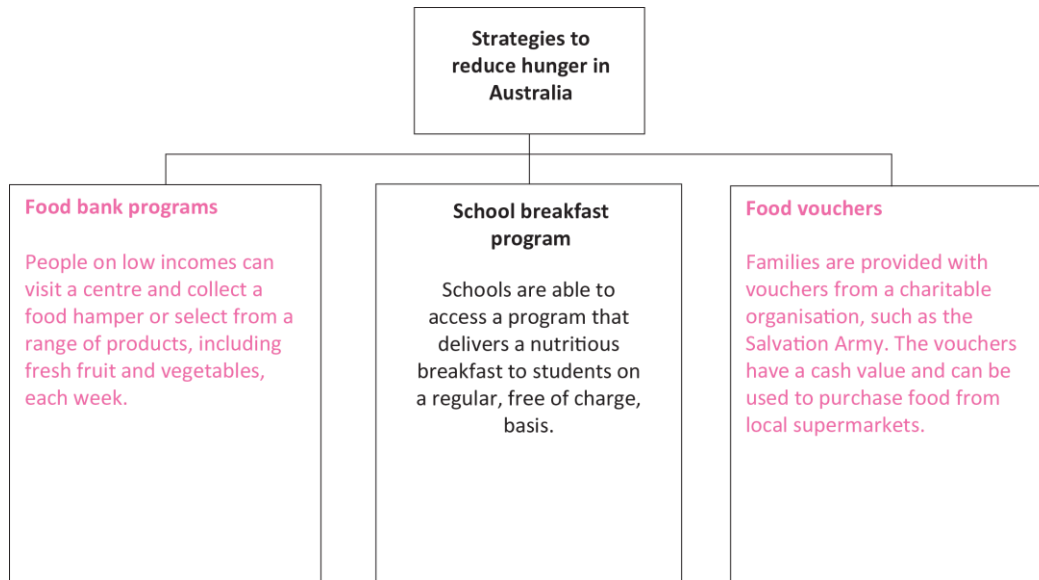 Strategies to
reduce hunger in
Australia
Food bank programs
People on low incomes can
visit a centre and collect a
food hamper or select from a
range of products, including
fresh fruit and vegetables,
each week.
School breakfast
program
Schools are able to
access a program that
delivers a nutritious
breakfast to students on
a regular, free of charge,
basis.
Food vouchers
Families are provided with
vouchers from a charitable
organisation, such as the
Salvation Army. The vouchers
have a cash value and can be
used to purchase food from
local supermarkets.